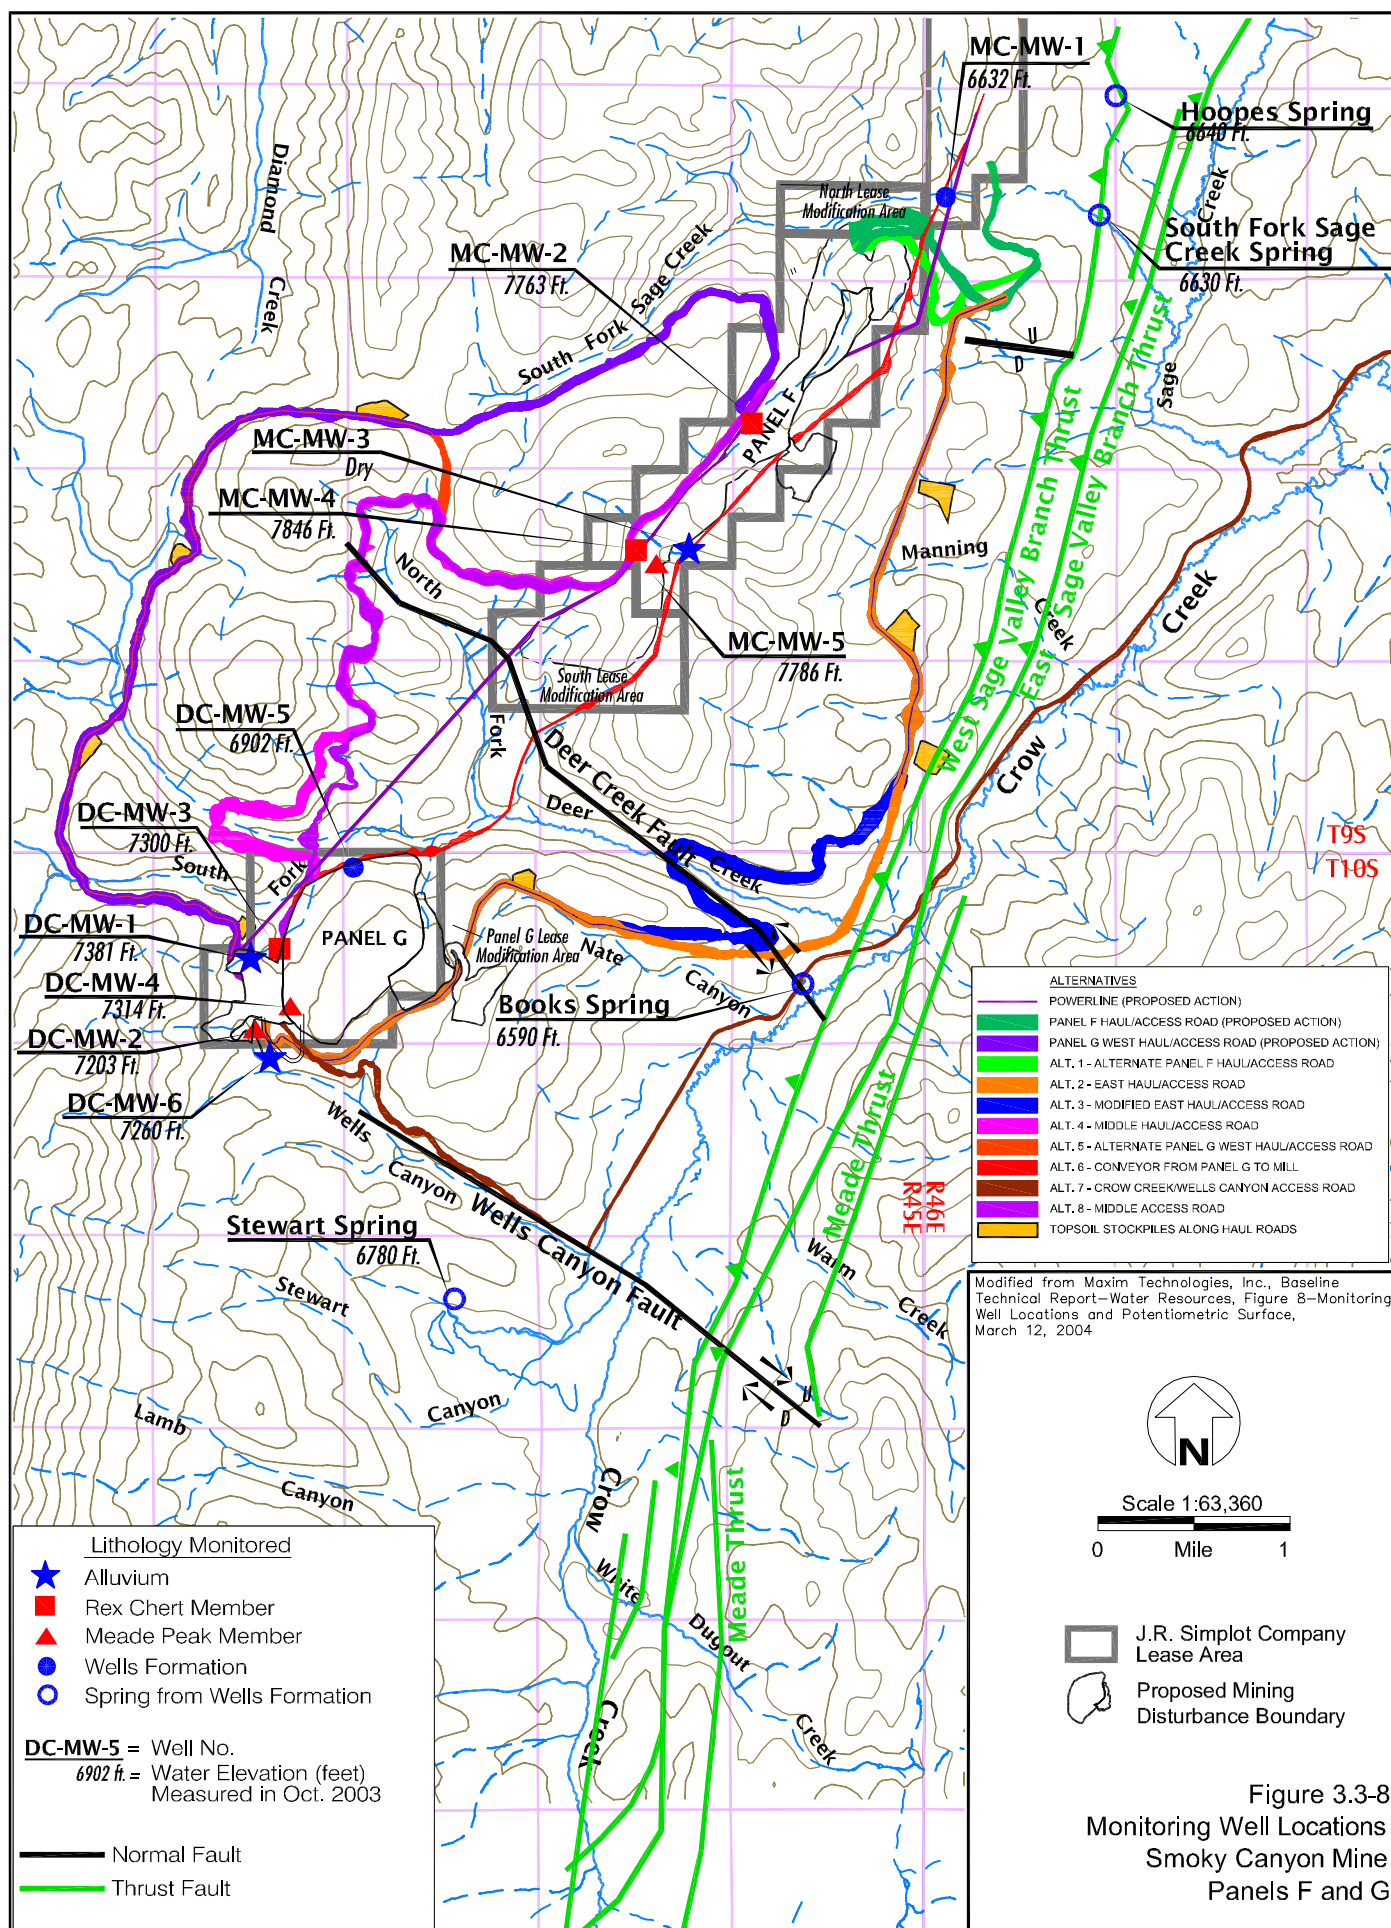 MC-MW-1
6632 Ft.
Hoopes Spring
6640 Ft.
Diamond
Creek
North Lease
Modification Area
Sage
Creek
South Fork Sage
Creek Spring
6630 Ft.
MC-MW-2
7763 Ft.
South Fork Sage Creek
U
D
PANEL F
MC-MW-3
Dry
MC-MW-4
7846 Ft.
North
Fork
Manning
Creek
West Sage Valley Branch Thrust
East Sage Valley Branch Thrust
Sage
Crow
Creek
MC-MW-5
7786 Ft.
South Lease
Modification Area
DC-MW-5
6902 Ft.
Deer Creek Fault
Deer
Creek
DC-MW-3
7300 Ft.
South
Fork
T9S
T10S
DC-MW-1
7381 Ft.
PANEL G
Panel G Lease
Modification Area
Nate
Canyon
DC-MW-4
7314 Ft.
Books Spring
6590 Ft.
DC-MW-2
7203 Ft.
DC-MW-6
7260 Ft.
Wells
Canyon
Wells Canyon Fault
Meade Thrust
R45E
R46E
Stewart Spring
6780 Ft.
Stewart
Canyon
Warm
Creek
U
D
Lamb
Canyon
Crow
Creek
White
Dugout
Creek
Meade Thrust
ALTERNATIVES
POWERLINE (PROPOSED ACTION)
PANEL F HAUL/ACCESS ROAD (PROPOSED ACTION)
PANEL G WEST HAUL/ACCESS ROAD (PROPOSED ACTION)
ALT. 1 - ALTERNATE PANEL F HAUL/ACCESS ROAD
ALT. 2 - EAST HAUL/ACCESS ROAD
ALT. 3 - MODIFIED EAST HAUL/ACCESS ROAD
ALT. 4 - MIDDLE HAUL/ACCESS ROAD
ALT. 5 - ALTERNATE PANEL G WEST HAUL/ACCESS ROAD
ALT. 6 - CONVEYOR FROM PANEL G TO MILL
ALT. 7 - CROW CREEK/WELLS CANYON ACCESS ROAD
ALT. 8 - MIDDLE ACCESS ROAD
TOPSOIL STOCKPILES ALONG HAUL ROADS
Modified from Maxim Technologies, Inc., Baseline
Technical Report-Water Resources, Figure 8-Monitoring
Well Locations and Potentiometric Surface,
March 12, 2004
N
Scale 1:63,360
0 Mile 1
J.R. Simplot Company
Lease Area
Proposed Mining
Disturbance Boundary
Lithology Monitored
Alluvium
Rex Chert Member
Meade Peak Member
Wells Formation
Spring from Wells Formation
DC-MW-5 = Well No.
6902 ft. = Water Elevation (feet)
Measured in Oct. 2003
Normal Fault
Thrust Fault
Figure 3.3-8
Monitoring Well Locations
Smoky Canyon Mine
Panels F and G